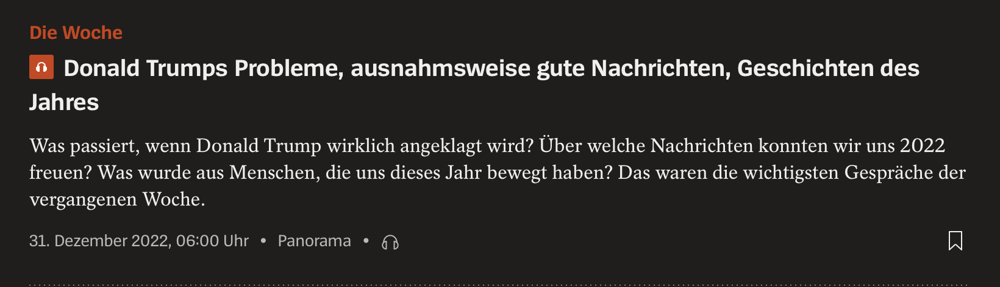 Die Woche
Donald Trumps Probleme, ausnahmsweise gute Nachrichten, Geschichten des
Jahres
Was passiert, wenn Donald Trump wirklich angeklagt wird? Über welche Nachrichten konnten wir uns 2022
freuen? Was wurde aus Menschen, die uns dieses Jahr bewegt haben? Das waren die wichtigsten Gespräche der
vergangenen Woche.
31. Dezember 2022, 06:00 Uhr • Panorama •